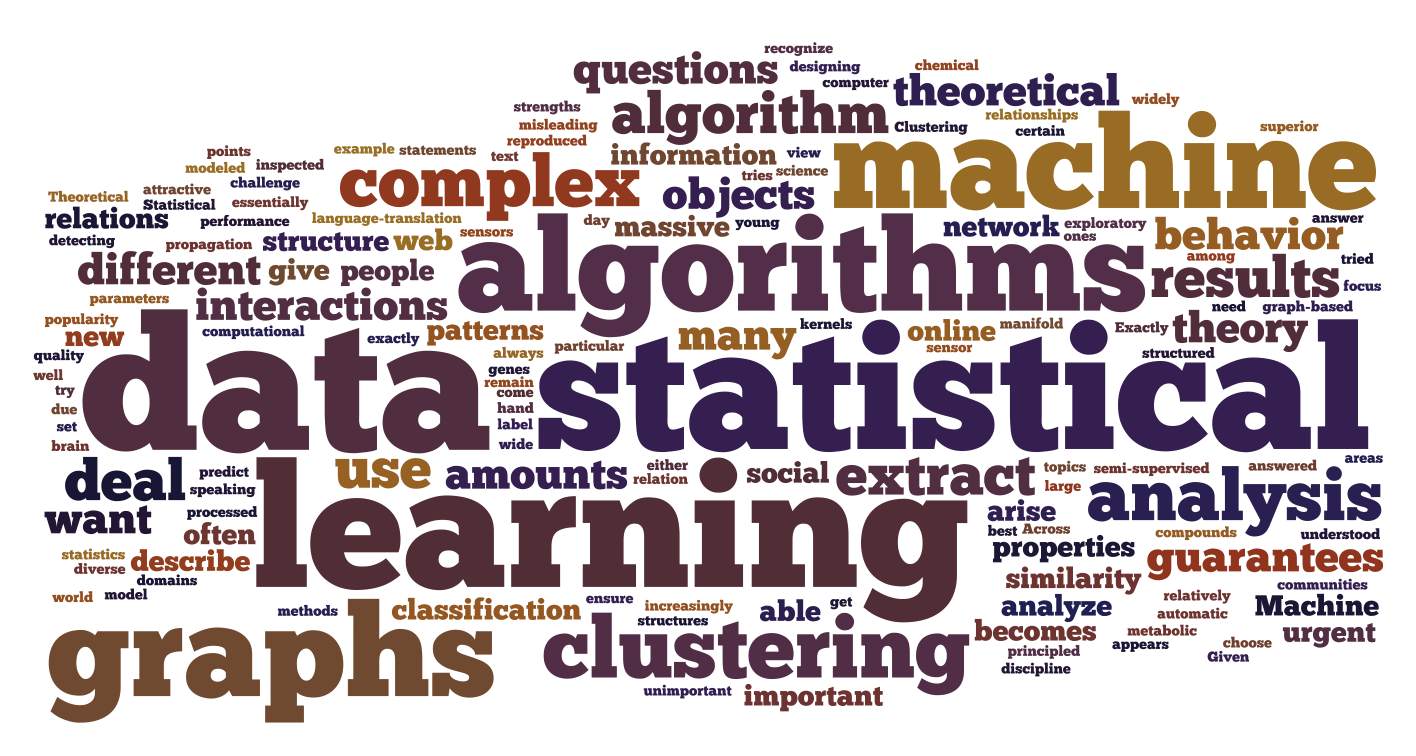 recognize
questions
designing
chemical
computer
theoretical
widely
strengths
algorithm
relationships
superior
misleading
Clustering
certain
reproduced
machine
points
example
statements
text
information
view
modeled
inspected
complex
tries
science
Theoretical
attractive
challenge
objects
Statistical
essentially
relations
performance
language-translation
day
massive
young
network
exploratory
answer
detecting
propagation
structure
web
sensors
algorithms
ones
behavior
different
give
people
among
tried
results
parameters
interactions
need
graph-based
focus
popularity
new
computational
exactly
patterns
many
kernels
online
manifold
Exactly
theory
quality
always
particular
sensor
structured
well
data
genes
statistical
try
remain
come
due
hand
set
label
brain
wide
areas
deal
predict
use
amounts
either
relation
social
extract
topics
semi-supervised
answered
speaking
large
analysis
want
processed
learning
arise
often
best
Across
compounds
understood
statistics
describe
properties
guarantees
diverse
domains
similarity
communities
world
model
methods
classification
ensure
increasingly
able
get
analyze
relatively
Machine
structures
automatic
graphs
clustering
becomes
metabolic
urgent
principled
appears
choose
Given
discipline
unimportant
important